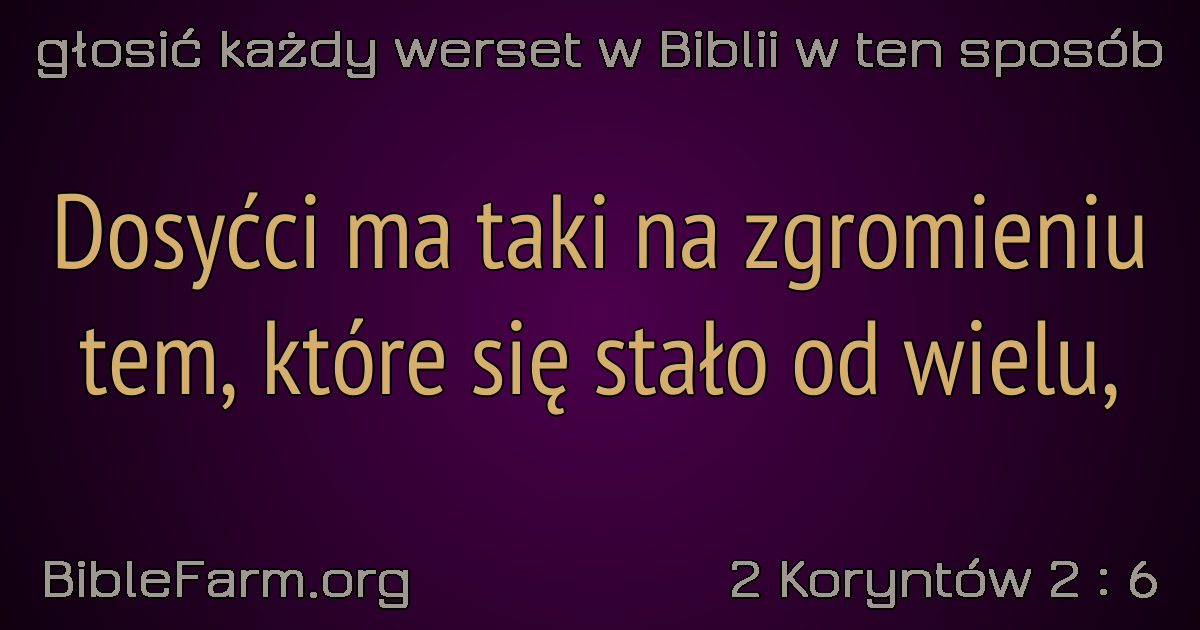 głosić każdy werset w Biblii w ten sposób
Dosyćci ma taki na zgromieniu
tem, które się stało od wielu,
BibleFarm.org
2 Koryntów 2 : 6